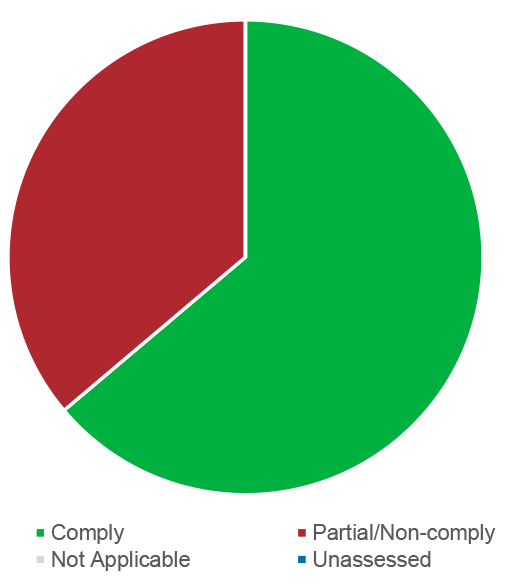 Comply Partial/Non-comply
Not Applicable Unassessed